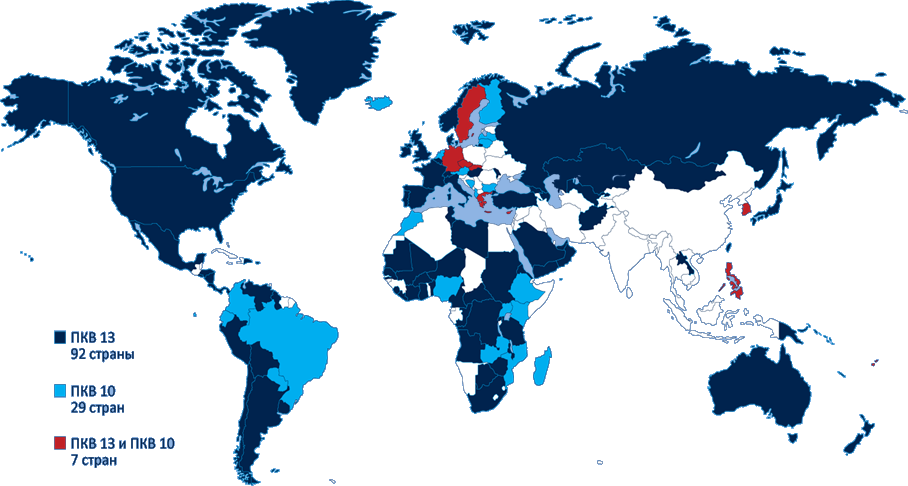 ПКВ 13
92 страны
ПКВ 10
29 стран
ПКВ 13 и ПКВ 10
7 стран